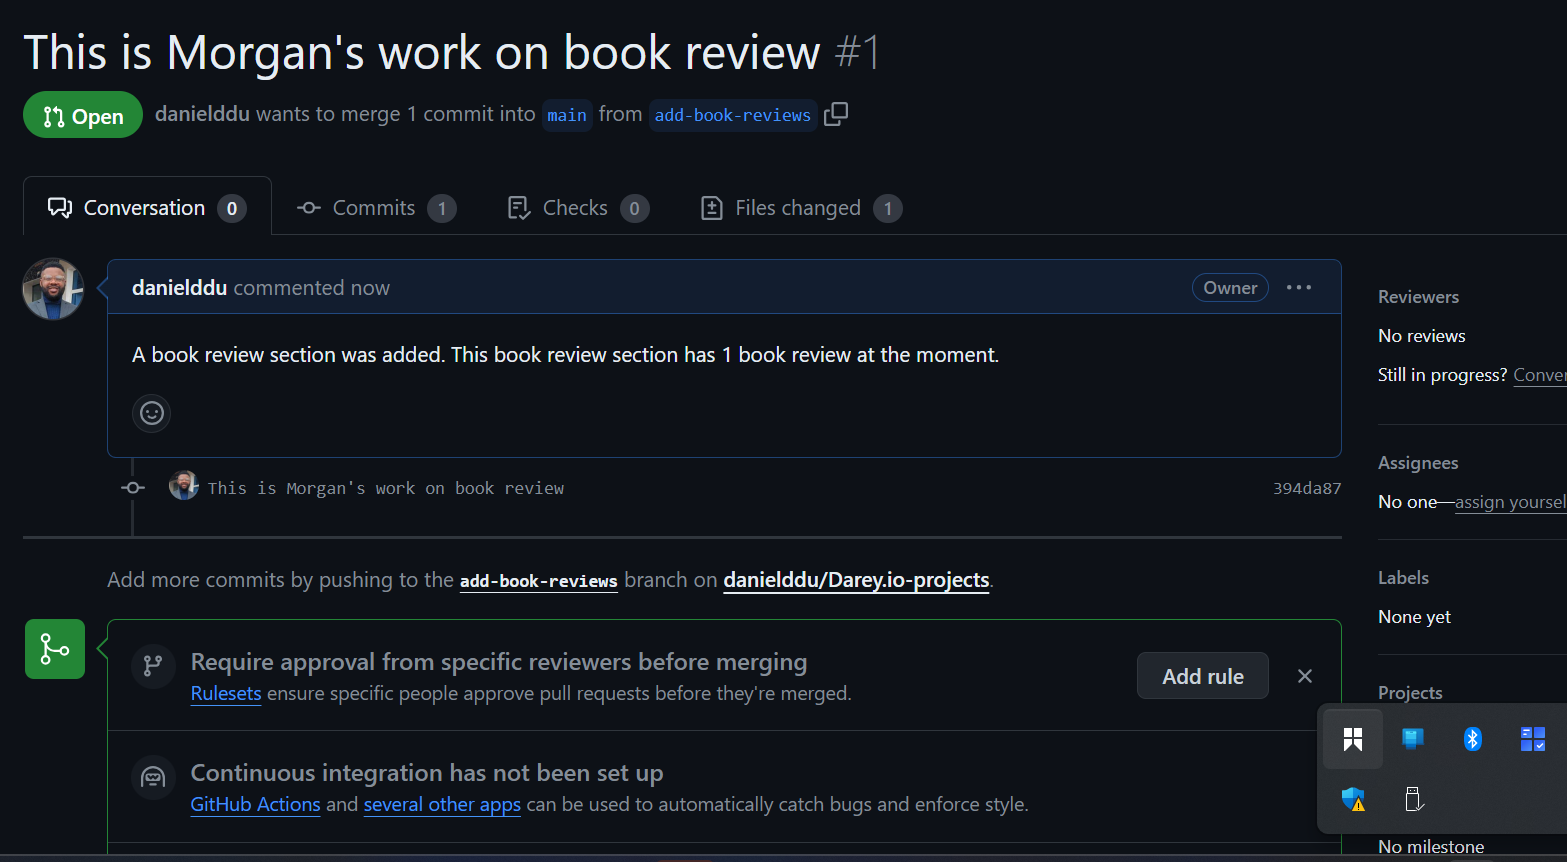 This is Morgan's work on book review #1
Open
danielddu wants to merge 1 commit into main from add-book-reviews
Conversation 0
Commits 1
Checks 0
Files changed 1
danielddu commented now
Owner
A book review section was added. This book review section has 1 book review at the moment.
This is Morgan's work on book review
394da87
Add more commits by pushing to the add-book-reviews branch on danielddu/Darey.io-projects.
Require approval from specific reviewers before merging
Rulesets ensure specific people approve pull requests before they're merged.
Add rule
Continuous integration has not been set up
GitHub Actions and several other apps can be used to automatically catch bugs and enforce style.
Reviewers
No reviews
Still in progress?
Assignees
No one—assign
Labels
None yet
Projects
No milestone